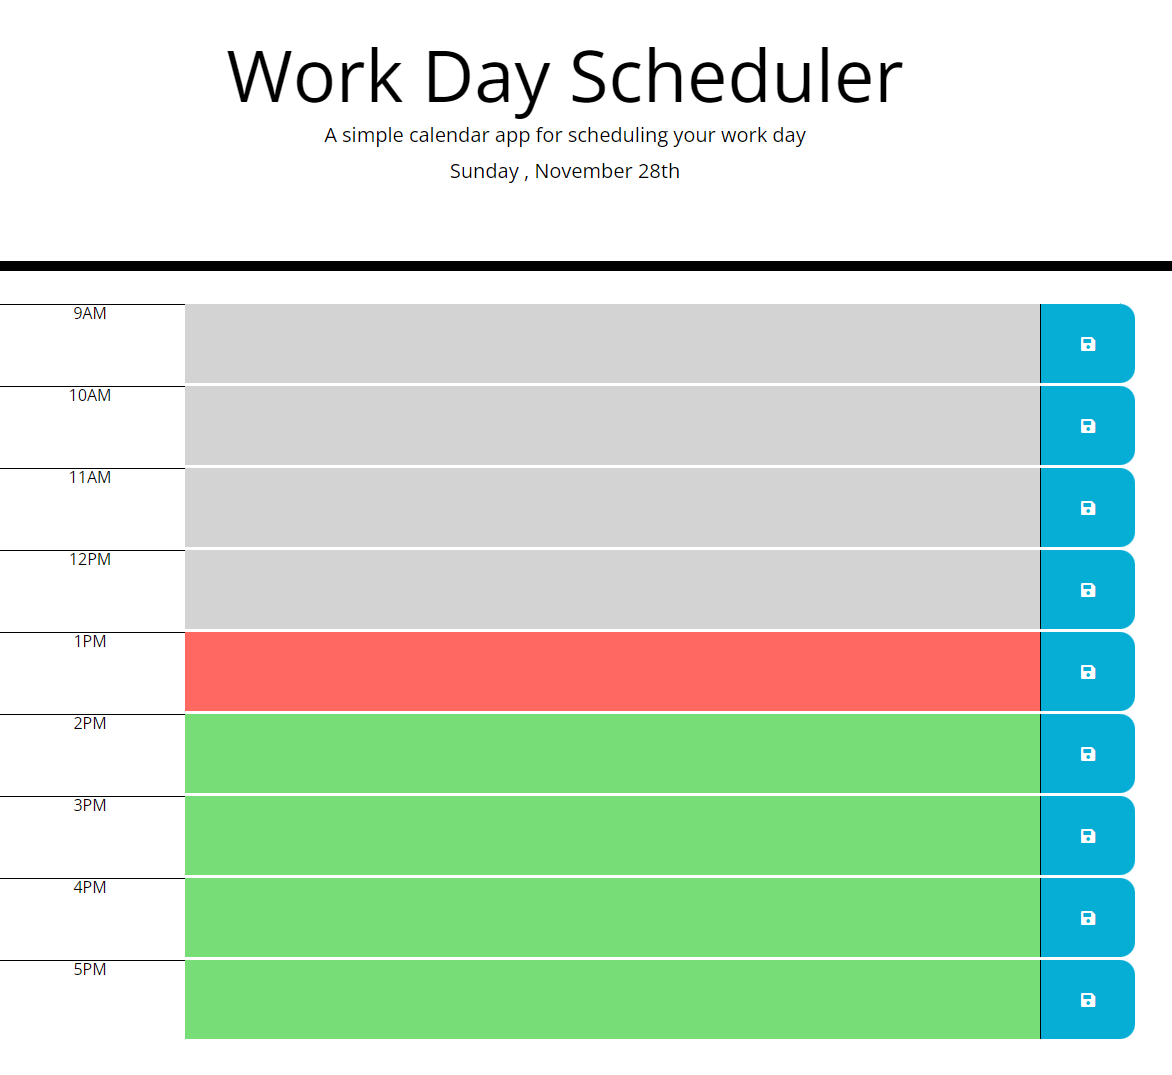 Work Day Scheduler
A simple calendar app for scheduling your work day
Sunday , November 28th
9AM
10AM
11AM
12PM
1PM
2PM
3PM
4PM
5PM